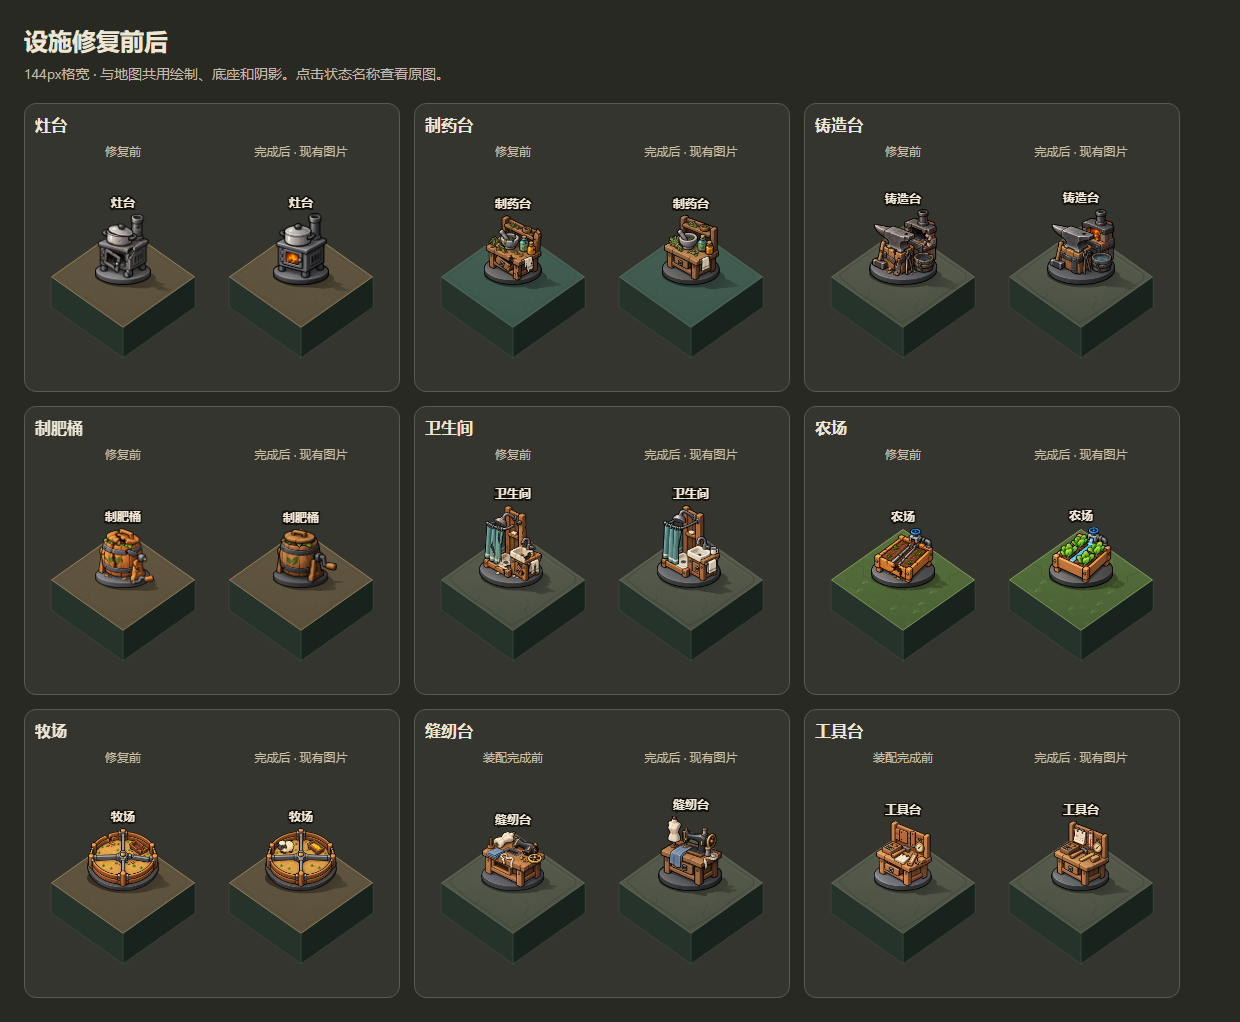 设施修复前后
144px格宽 · 与地图共用绘制、底座和阴影。点击状态名称查看原图。
灶台
修复前
完成后 · 现有图片
灶台
灶台
制药台
修复前
完成后 · 现有图片
制药台
制药台
铸造台
修复前
完成后 · 现有图片
铸造台
铸造台
制肥桶
修复前
完成后 · 现有图片
制肥桶
制肥桶
卫生间
修复前
完成后 · 现有图片
卫生间
卫生间
农场
修复前
完成后 · 现有图片
农场
农场
牧场
修复前
完成后 · 现有图片
牧场
牧场
缝纫台
装配完成前
完成后 · 现有图片
缝纫台
缝纫台
工具台
装配完成前
完成后 · 现有图片
工具台
工具台